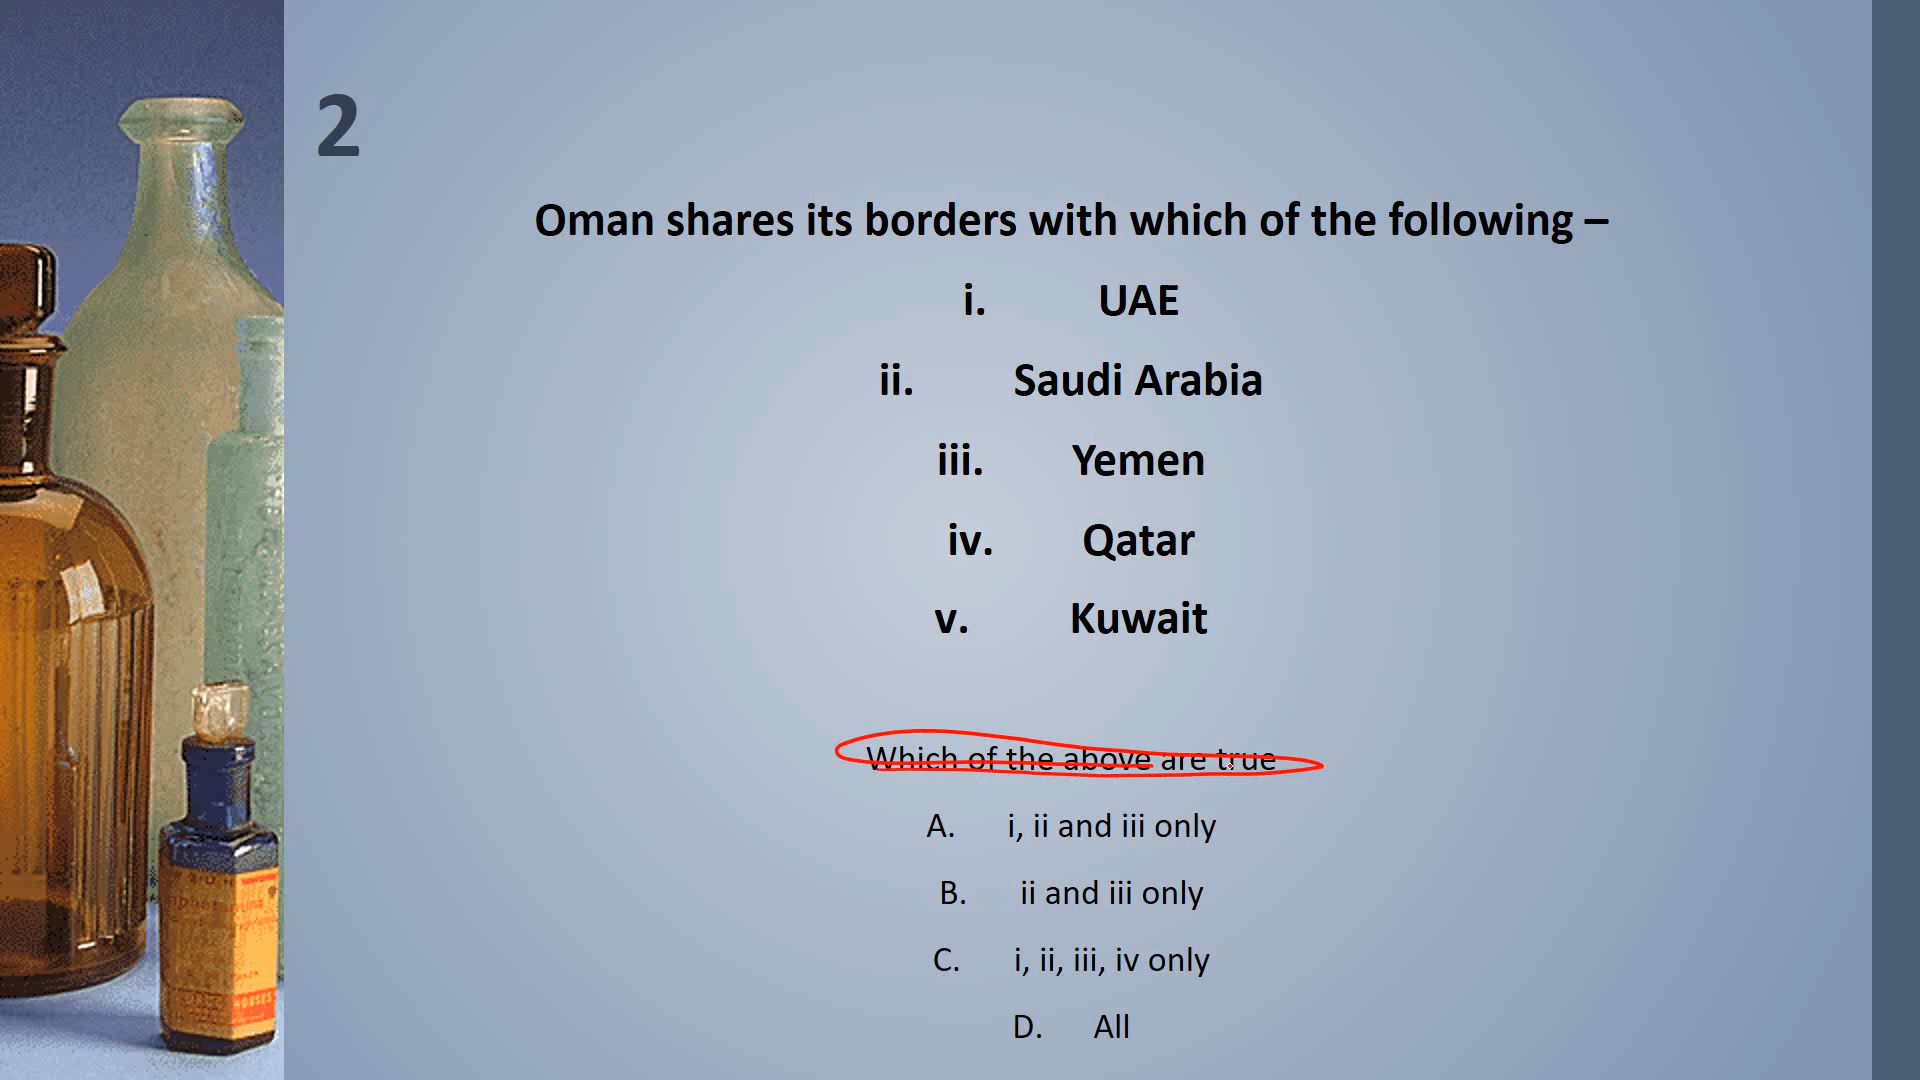 2
Oman shares its borders with which of the following –
i. UAE
ii. Saudi Arabia
iii. Yemen
iv. Qatar
v. Kuwait
Which of the above are true
A. i, ii and iii only
B. ii and iii only
C. i, ii, iii, iv only
D. All